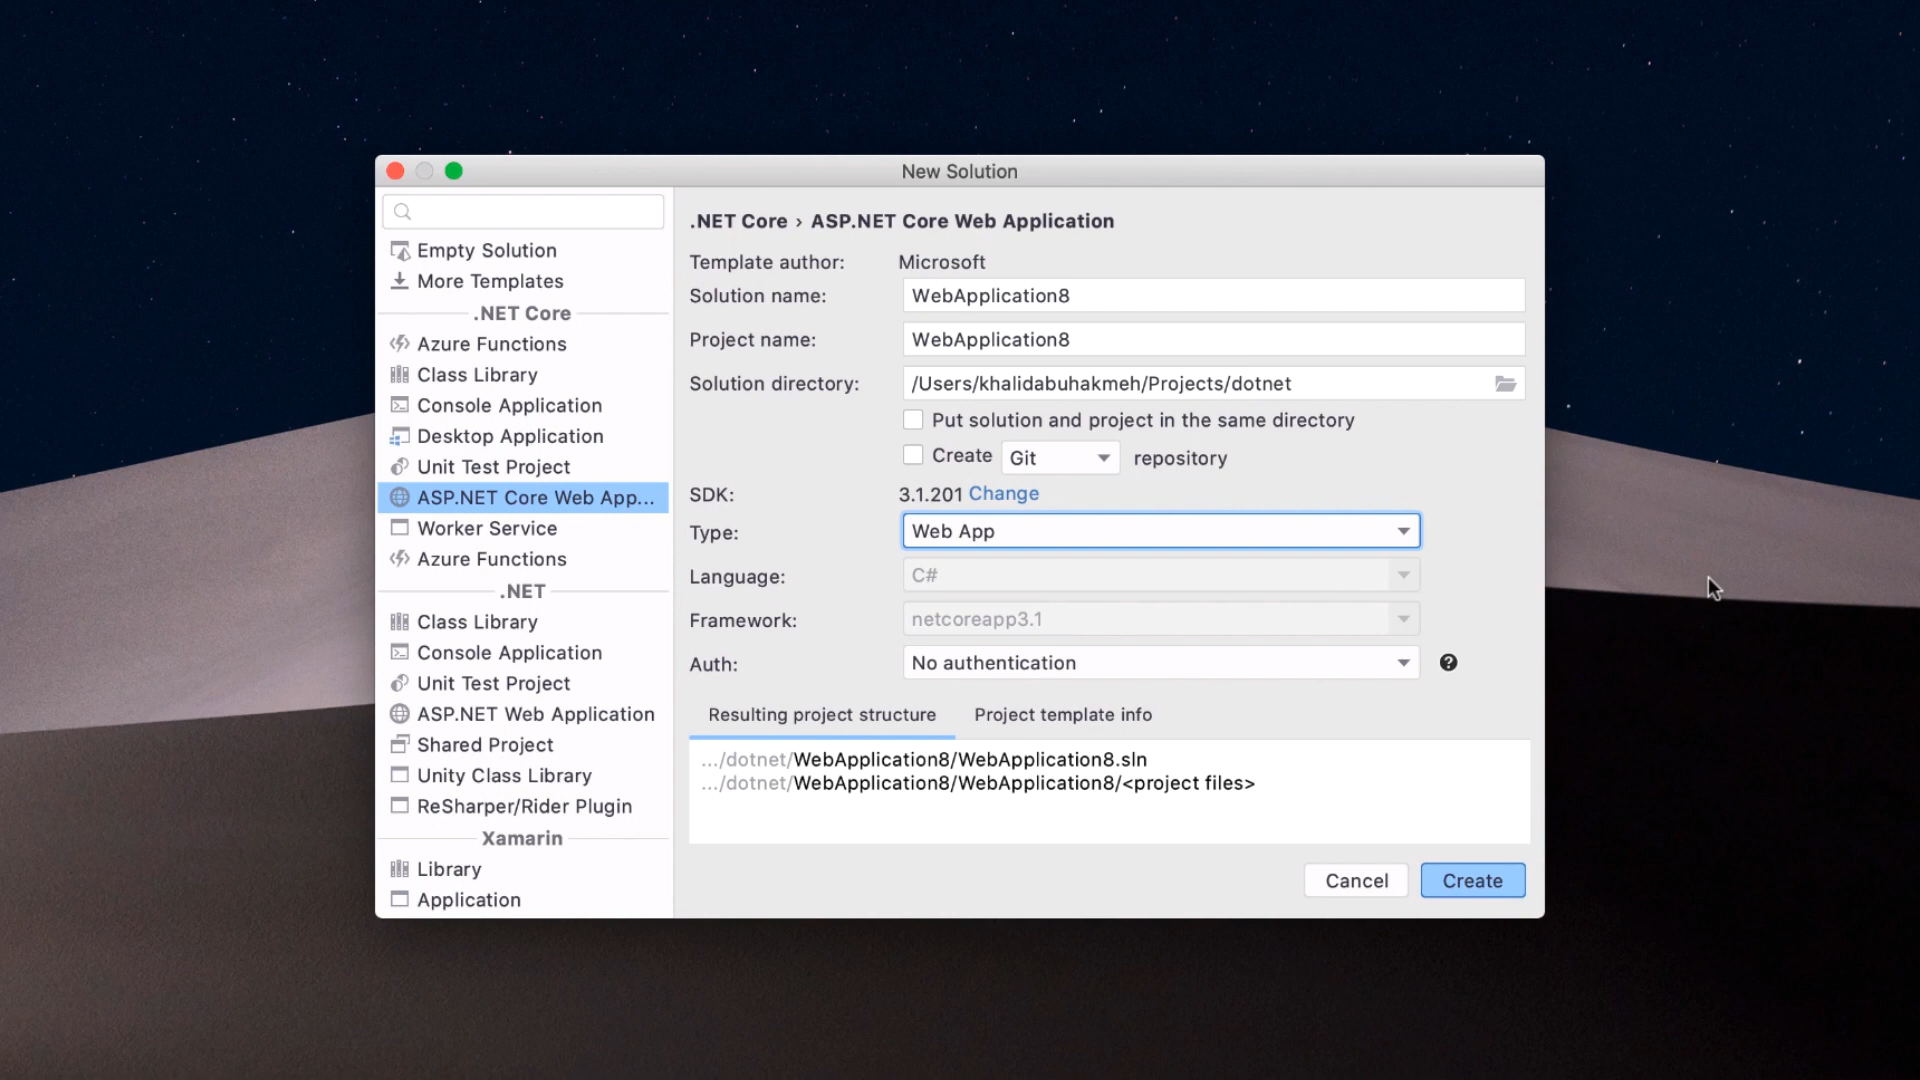 New Solution
Empty Solution
More Templates
.NET Core
Azure Functions
Class Library
Console Application
Desktop Application
Unit Test Project
ASP.NET Core Web App...
Worker Service
Azure Functions
.NET
Class Library
Console Application
Unit Test Project
ASP.NET Web Application
Shared Project
Unity Class Library
ReSharper/Rider Plugin
Xamarin
Library
Application
.NET Core › ASP.NET Core Web Application
Template author: Microsoft
Solution name: WebApplication8
Project name: WebApplication8
Solution directory: /Users/khalidabuhakmeh/Projects/dotnet
Put solution and project in the same directory
Create Git repository
SDK: 3.1.201 Change
Type: Web App
Language: C#
Framework: netcoreapp3.1
Auth: No authentication ?
Resulting project structure Project template info
.../dotnet/WebApplication8/WebApplication8.sln
.../dotnet/WebApplication8/WebApplication8/<project files>
Cancel Create